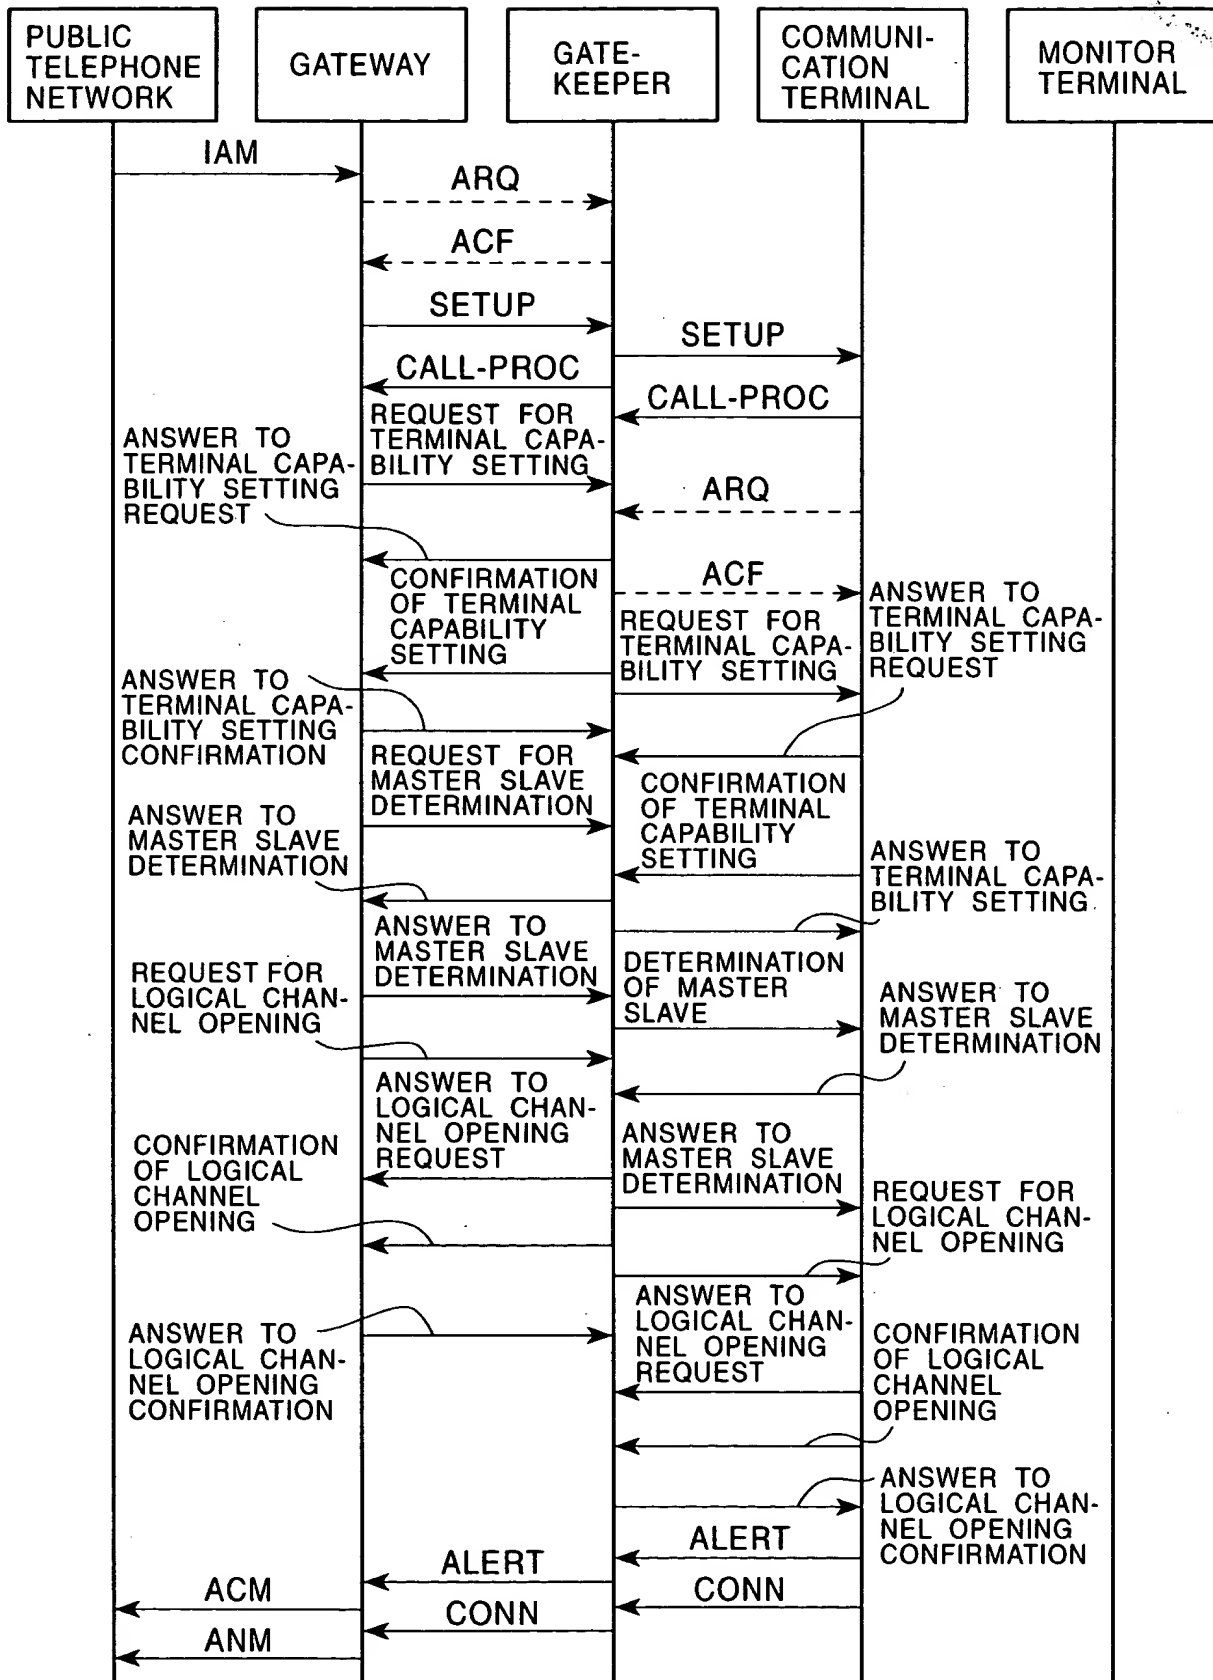 PUBLIC
TELEPHONE
NETWORK
GATEWAY
GATE-
KEEPER
COMMUNI-
CATION
TERMINAL
MONITOR
TERMINAL
IAM
ARQ
ACF
SETUP
SETUP
CALL-PROC
CALL-PROC
REQUEST FOR
TERMINAL CAPA-
BILITY SETTING
ANSWER TO
TERMINAL CAPA-
BILITY SETTING
REQUEST
ARQ
ACF
CONFIRMATION
OF TERMINAL
CAPABILITY
SETTING
REQUEST FOR
TERMINAL CAPA-
BILITY SETTING
ANSWER TO
TERMINAL CAPA-
BILITY SETTING
REQUEST
ANSWER TO
TERMINAL CAPA-
BILITY SETTING
CONFIRMATION
REQUEST FOR
MASTER SLAVE
DETERMINATION
CONFIRMATION
OF TERMINAL
CAPABILITY
SETTING
ANSWER TO
MASTER SLAVE
DETERMINATION
ANSWER TO
TERMINAL CAPA-
BILITY SETTING
ANSWER TO
MASTER SLAVE
DETERMINATION
DETERMINATION
OF MASTER
SLAVE
REQUEST FOR
LOGICAL CHAN-
NEL OPENING
ANSWER TO
MASTER SLAVE
DETERMINATION
ANSWER TO
LOGICAL CHAN-
NEL OPENING
REQUEST
ANSWER TO
MASTER SLAVE
DETERMINATION
CONFIRMATION
OF LOGICAL
CHANNEL
OPENING
REQUEST FOR
LOGICAL CHAN-
NEL OPENING
ANSWER TO
LOGICAL CHAN-
NEL OPENING
REQUEST
ANSWER TO
LOGICAL CHAN-
NEL OPENING
CONFIRMATION
CONFIRMATION
OF LOGICAL
CHANNEL
OPENING
ANSWER TO
LOGICAL CHAN-
NEL OPENING
CONFIRMATION
ALERT
ALERT
ACM
CONN
CONN
ANM